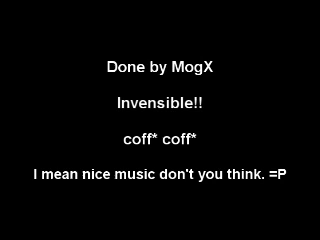 Done by MogX
Invensible!!
coff* coff*
I mean nice music don't you think. =P